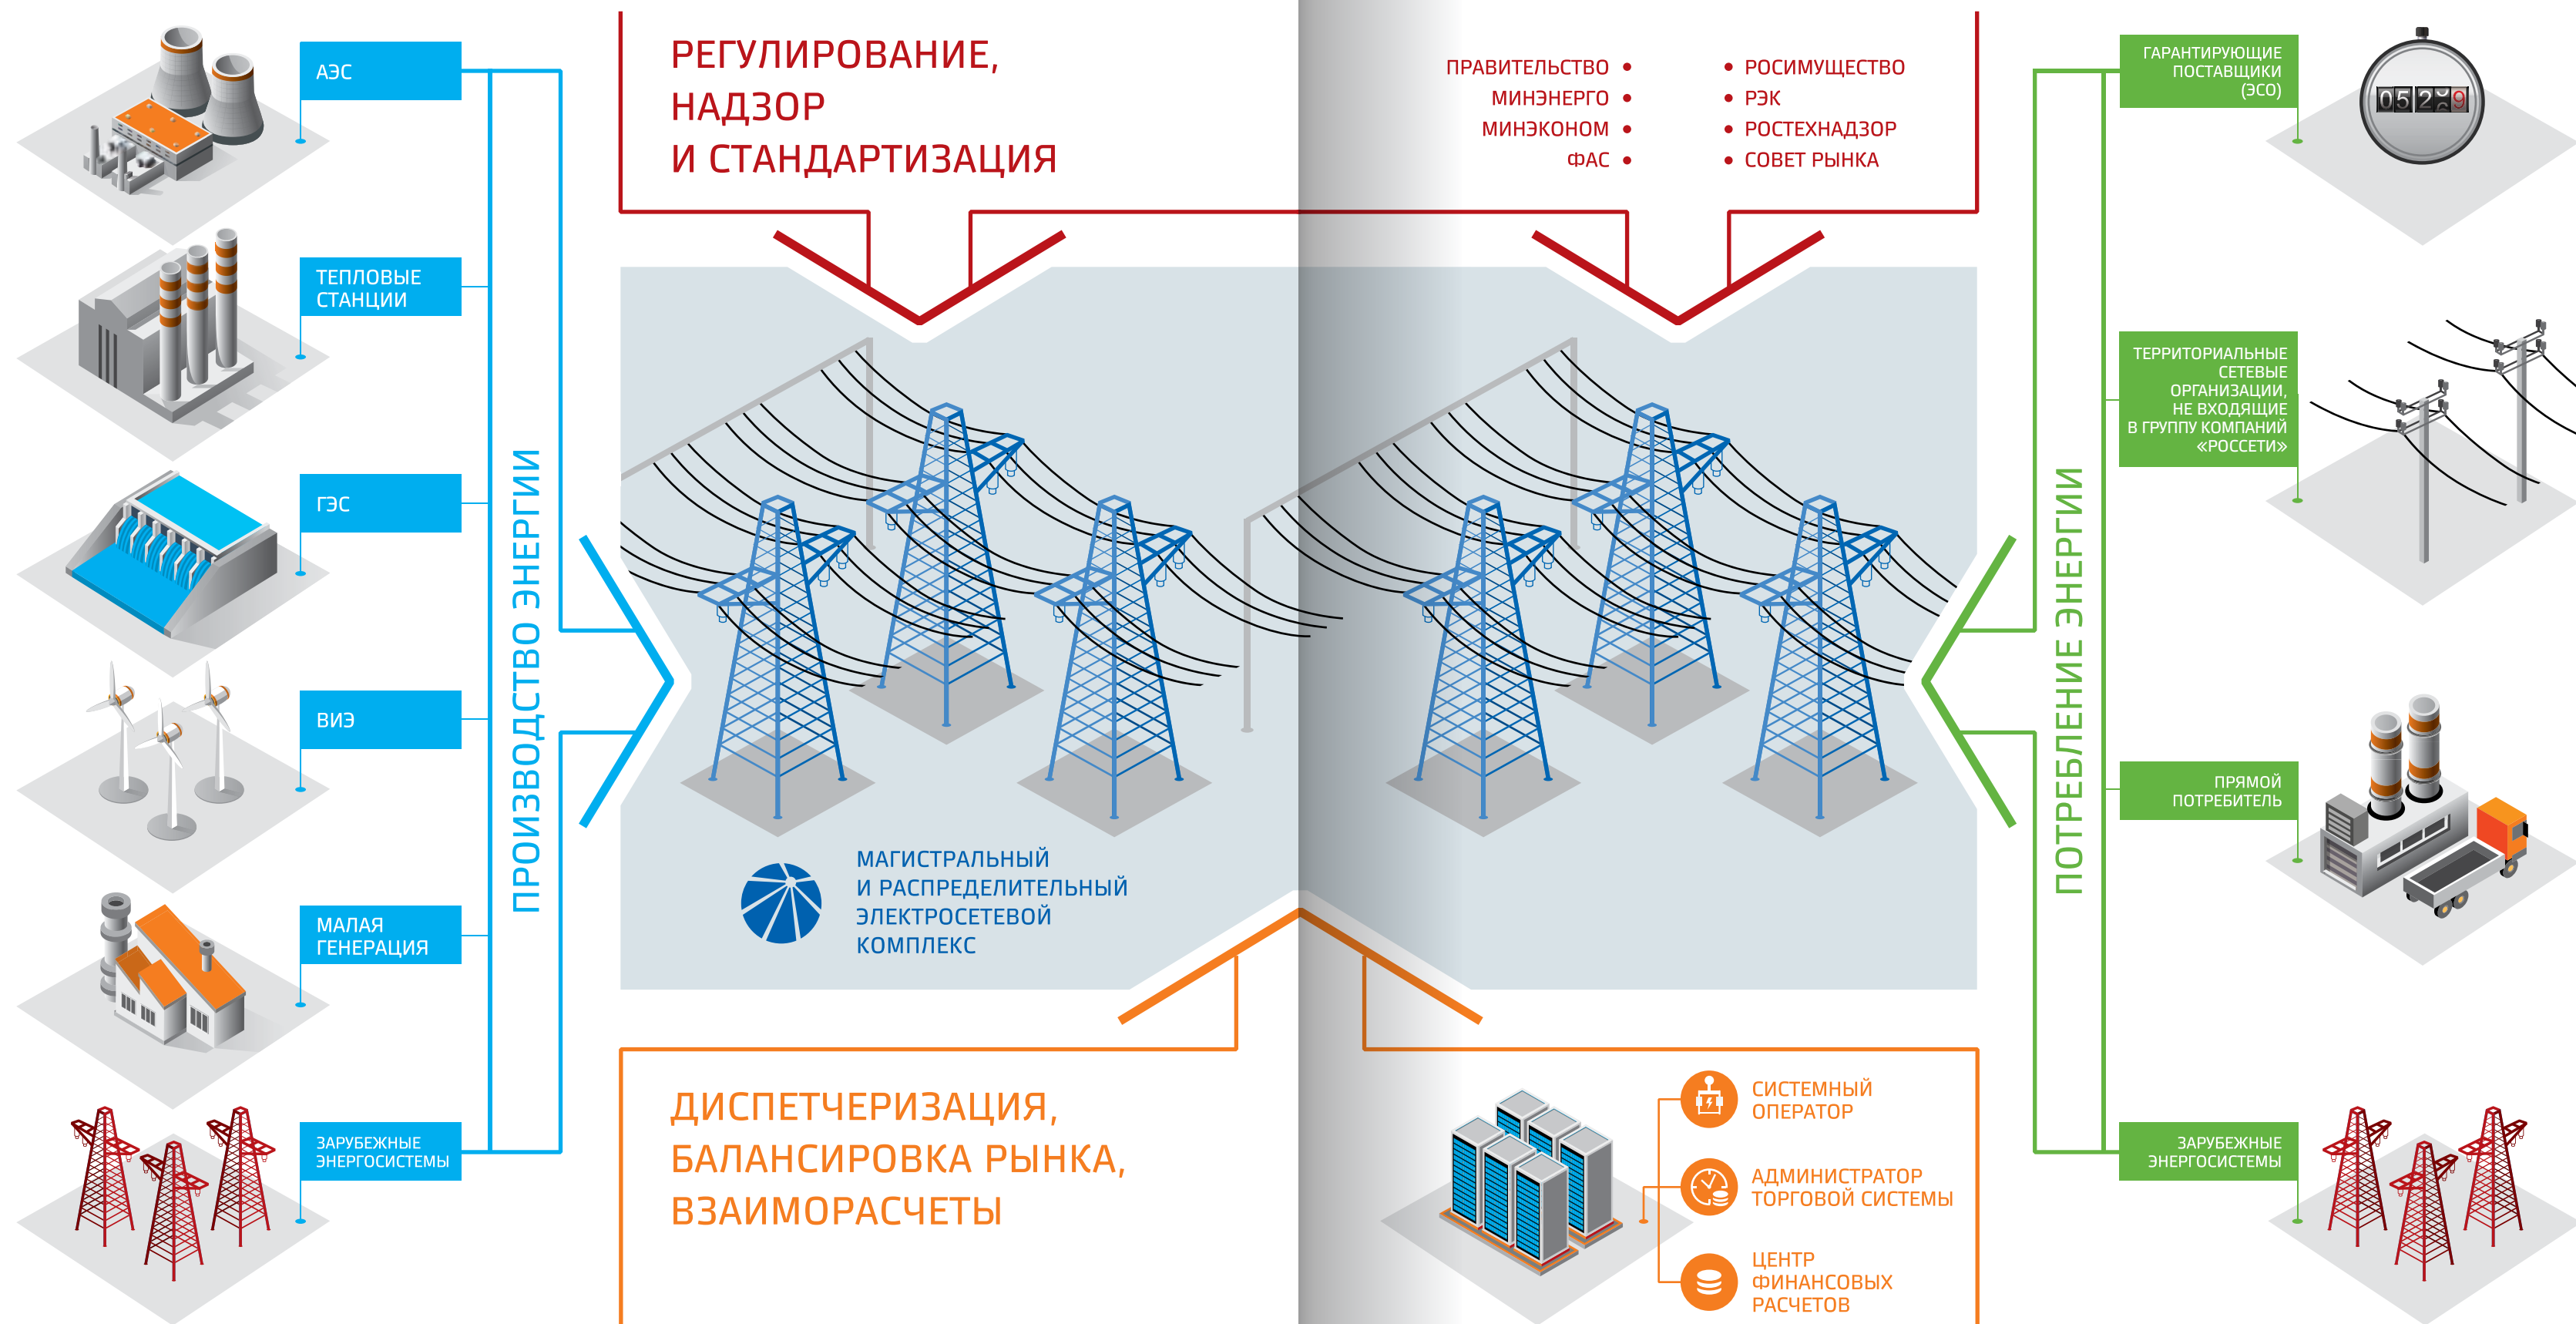 АЭС
ТЕПЛОВЫЕ
СТАНЦИИ
ГЭС
ВИЭ
МАЛАЯ
ГЕНЕРАЦИЯ
ЗАРУБЕЖНЫЕ
ЭНЕРГОСИСТЕМЫ
ПРОИЗВОДСТВО ЭНЕРГИИ
РЕГУЛИРОВАНИЕ,
НАДЗОР
И СТАНДАРТИЗАЦИЯ
ПРАВИТЕЛЬСТВО •
МИНЭНЕРГО •
МИНЭКОНОМ •
ФАС •
• РОСИМУЩЕСТВО
• РЭК
• РОСТЕХНАДЗОР
• СОВЕТ РЫНКА
МАГИСТРАЛЬНЫЙ
И РАСПРЕДЕЛИТЕЛЬНЫЙ
ЭЛЕКТРОСЕТЕВОЙ
КОМПЛЕКС
ДИСПЕТЧЕРИЗАЦИЯ,
БАЛАНСИРОВКА РЫНКА,
ВЗАИМОРАСЧЕТЫ
СИСТЕМНЫЙ
ОПЕРАТОР
АДМИНИСТРАТОР
ТОРГОВОЙ СИСТЕМЫ
ЦЕНТР
ФИНАНСОВЫХ
РАСЧЕТОВ
ПОТРЕБЛЕНИЕ ЭНЕРГИИ
ГАРАНТИРУЮЩИЕ
ПОСТАВЩИКИ
(ЭСО)
ТЕРРИТОРИАЛЬНЫЕ
СЕТЕВЫЕ
ОРГАНИЗАЦИИ,
НЕ ВХОДЯЩИЕ
В ГРУППУ КОМПАНИЙ
«РОССЕТИ»
ПРЯМОЙ
ПОТРЕБИТЕЛЬ
ЗАРУБЕЖНЫЕ
ЭНЕРГОСИСТЕМЫ